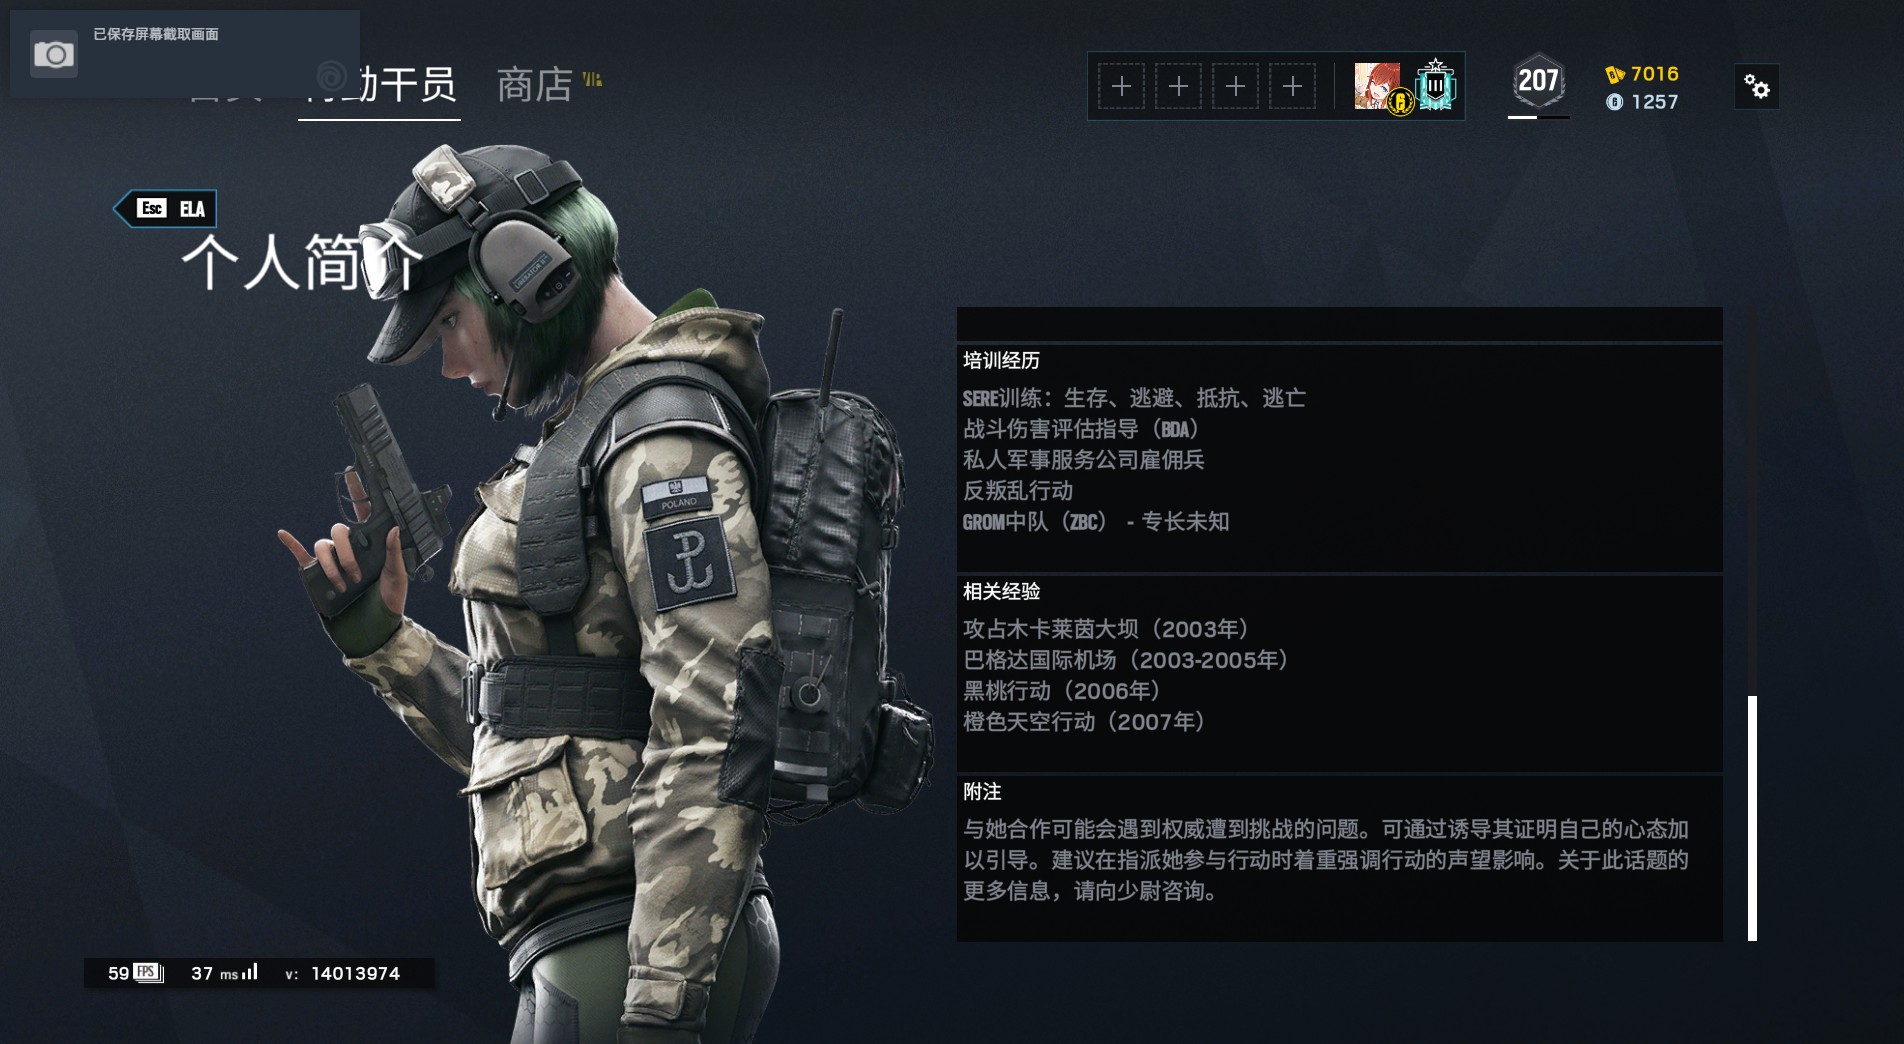 已保存屏幕截取画面
行动干员
商店
207
7016
1257
Esc ELA
个人简介
LIBERATOR II
POLAND
培训经历
SERE训练：生存、逃避、抵抗、逃亡
战斗伤害评估指导（BDA）
私人军事服务公司雇佣兵
反叛乱行动
GROM中队（ZBC） - 专长未知
相关经验
攻占木卡莱茵大坝（2003年）
巴格达国际机场（2003-2005年）
黑桃行动（2006年）
橙色天空行动（2007年）
附注
与她合作可能会遇到权威遭到挑战的问题。可通过诱导其证明自己的心态加
以引导。建议在指派她参与行动时着重强调行动的声望影响。关于此话题的
更多信息，请向少尉咨询。
59 FPS 37 ms v: 14013974